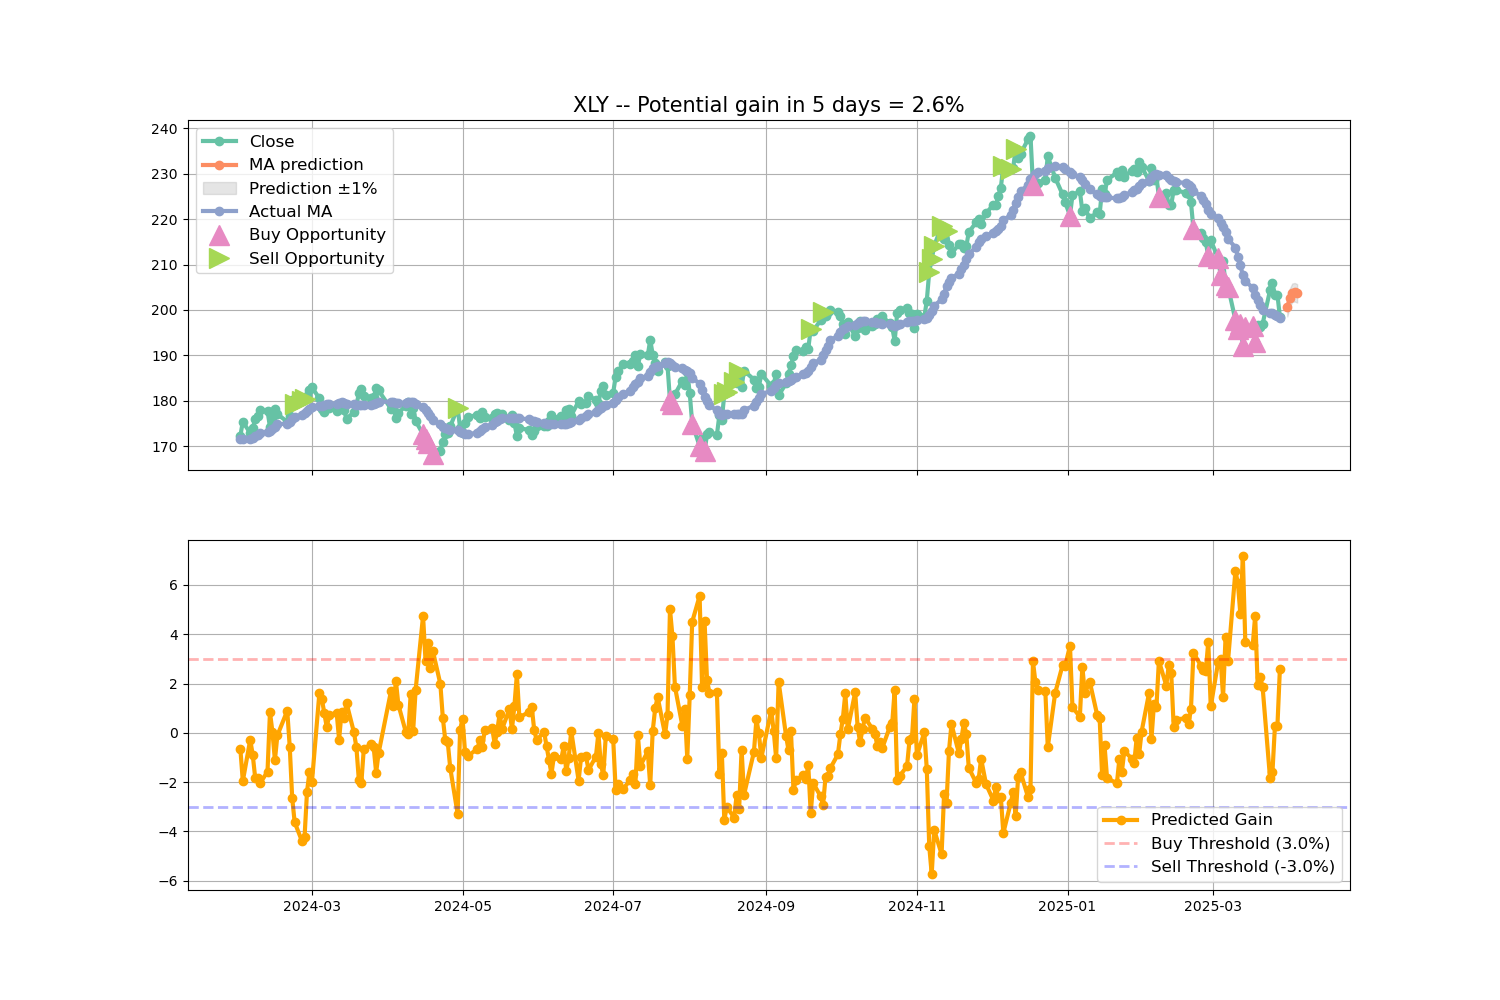 XLY -- Potential gain in 5 days = 2.6%
240
230
220
210
200
190
180
170
Close
MA prediction
Prediction ±1%
Actual MA
Buy Opportunity
Sell Opportunity
6
4
2
0
−2
−4
−6
Predicted Gain
Buy Threshold (3.0%)
Sell Threshold (-3.0%)
2024-03
2024-05
2024-07
2024-09
2024-11
2025-01
2025-03